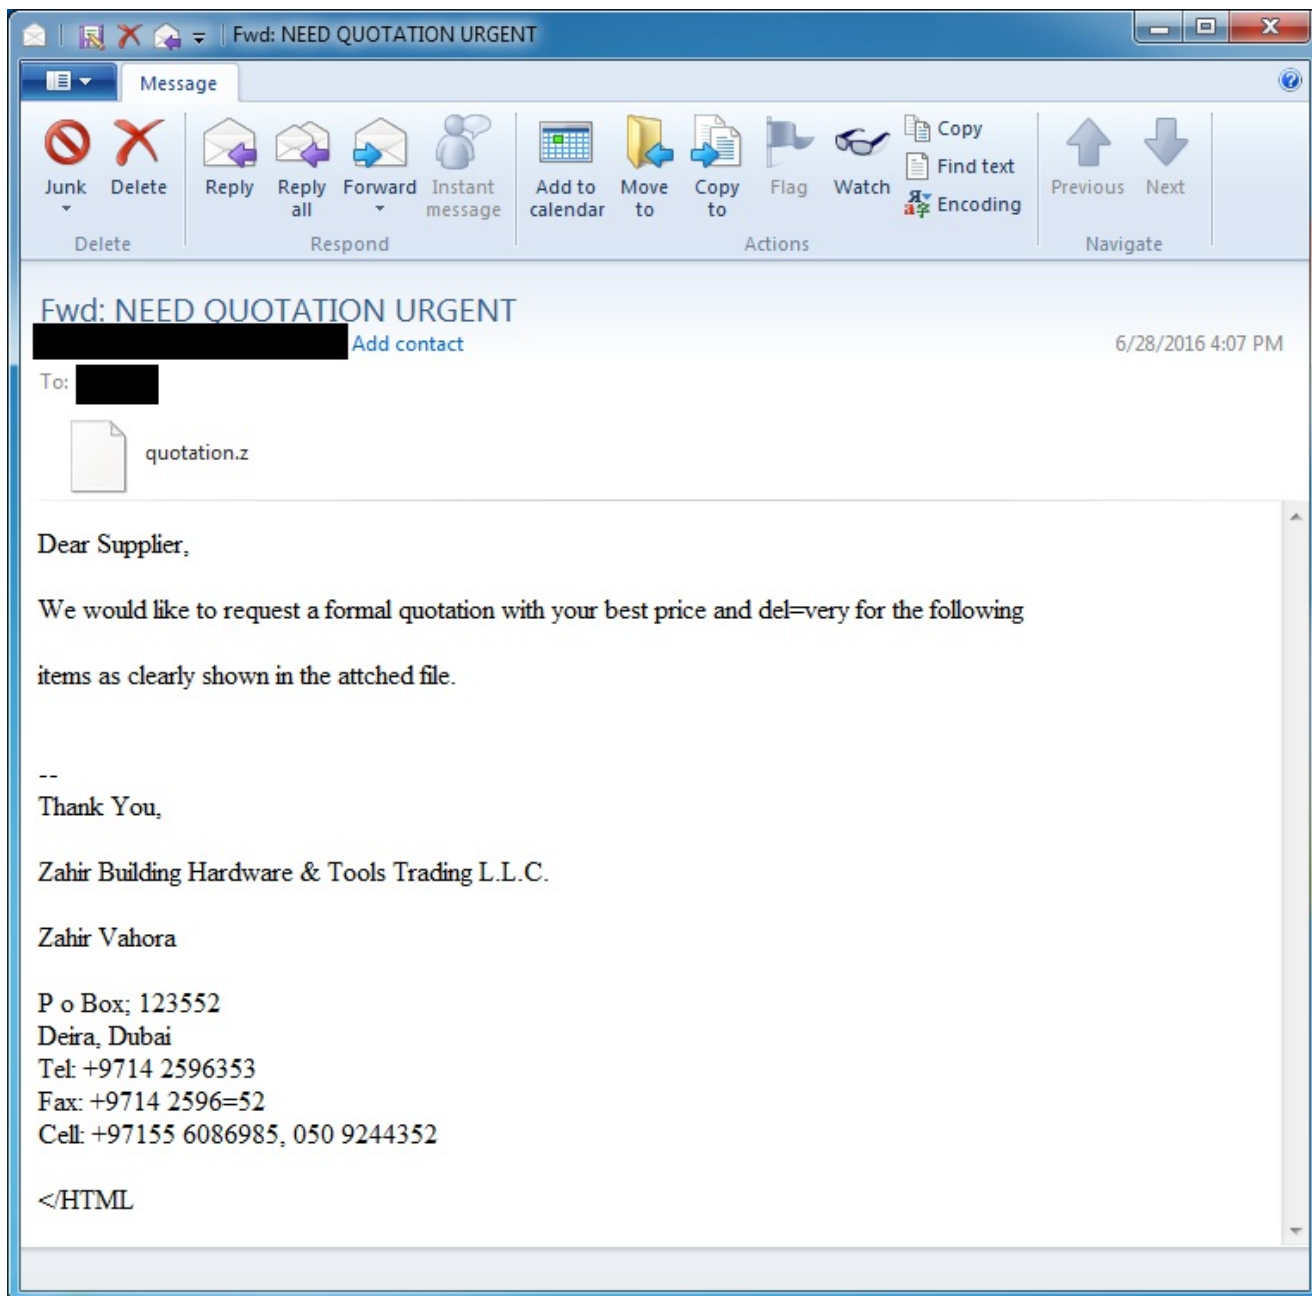 Fwd: NEED QUOTATION URGENT
Message
Junk
Delete
Reply
Reply all
Forward
Instant message
Add to calendar
Move to
Copy to
Flag
Watch
Copy
Find text
Encoding
Previous
Next
Delete
Respond
Actions
Navigate
Fwd: NEED QUOTATION URGENT
Add contact
6/28/2016 4:07 PM
To:
quotation.z
Dear Supplier,
We would like to request a formal quotation with your best price and del=very for the following
items as clearly shown in the attched file.
--
Thank You,
Zahir Building Hardware & Tools Trading L.L.C.
Zahir Vahora
P o Box; 123552
Deira, Dubai
Tel: +9714 2596353
Fax: +9714 2596=52
Cell: +97155 6086985, 050 9244352
</HTML